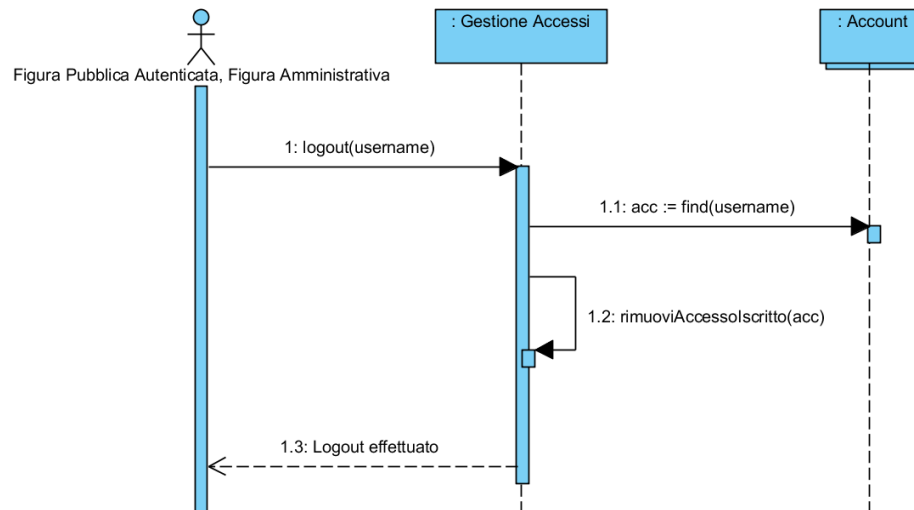 : Gestione Accessi
: Account
Figura Pubblica Autenticata, Figura Amministrativa
1: logout(username)
1.1: acc := find(username)
1.2: rimuoviAccessoIscritto(acc)
1.3: Logout effettuato